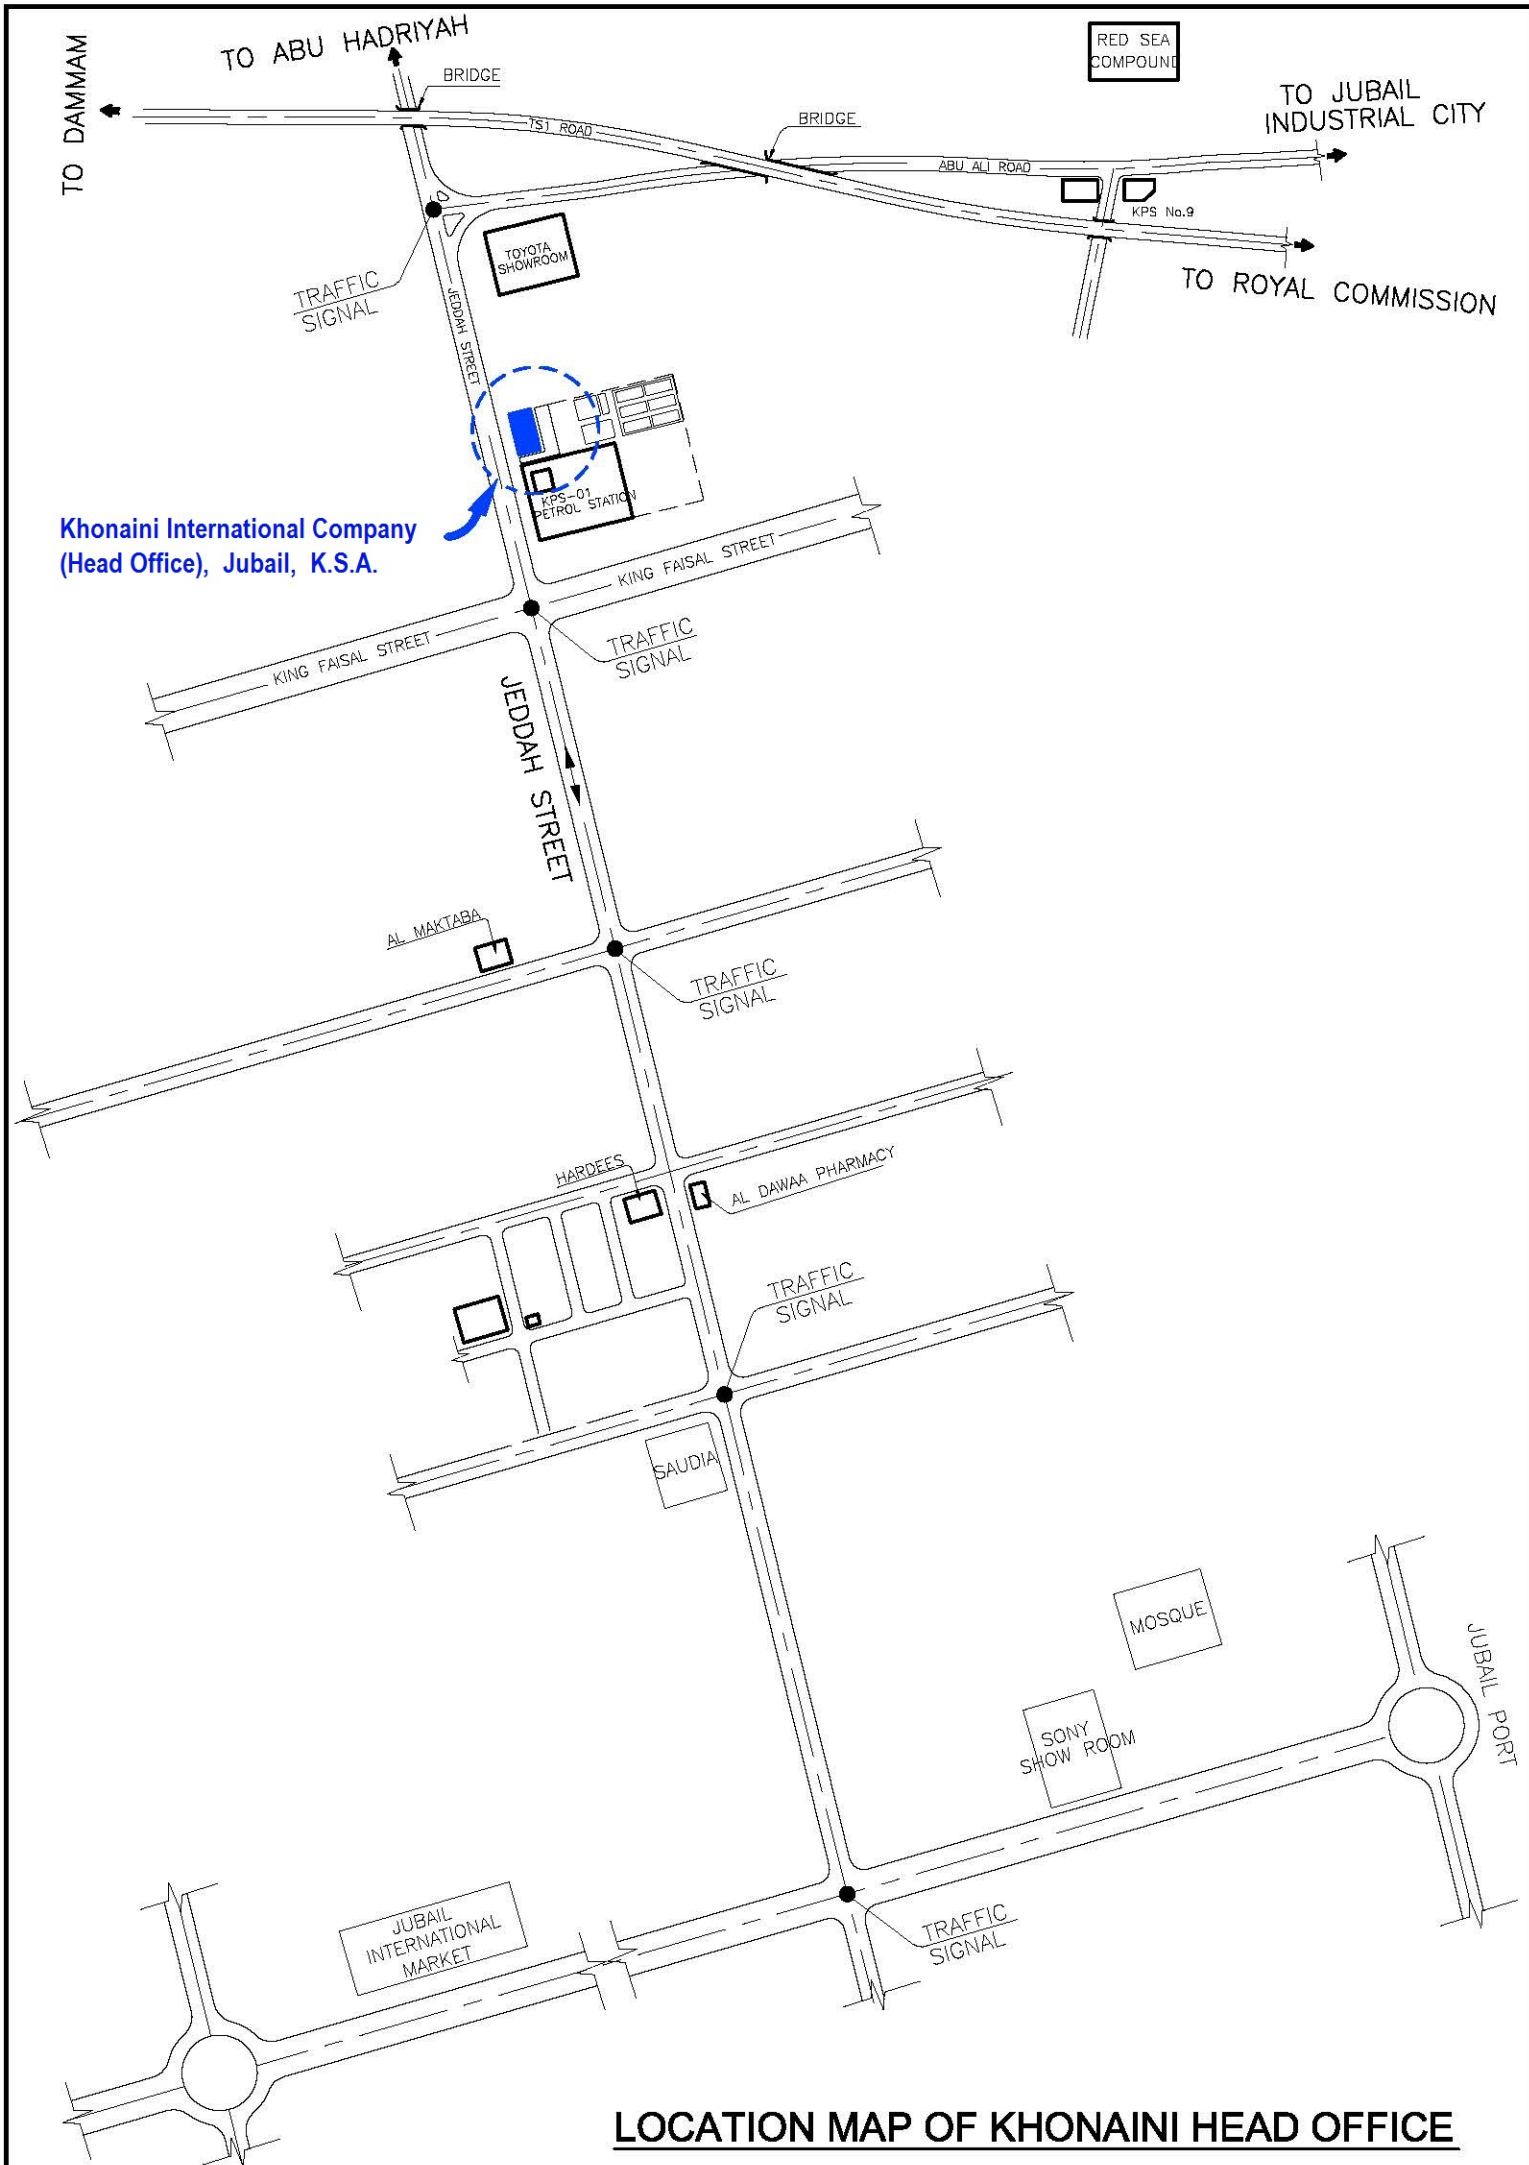 TO ABU HADRIYAH
TO DAMMAM
BRIDGE
RED SEA
COMPOUND
TO JUBAIL
INDUSTRIAL CITY
TS1 ROAD
BRIDGE
ABU ALI ROAD
KPS No.9
TO ROYAL COMMISSION
TOYOTA
SHOWROOM
TRAFFIC
SIGNAL
JEDDAH STREET
KPS-01
PETROL STATION
Khonaini International Company
(Head Office), Jubail, K.S.A.
KING FAISAL STREET
KING FAISAL STREET
TRAFFIC
SIGNAL
JEDDAH STREET
AL MAKTABA
TRAFFIC
SIGNAL
HARDEES
AL DAWAA PHARMACY
TRAFFIC
SIGNAL
SAUDIA
MOSQUE
JUBAIL PORT
SONY
SHOW ROOM
JUBAIL
INTERNATIONAL
MARKET
TRAFFIC
SIGNAL
LOCATION MAP OF KHONAINI HEAD OFFICE